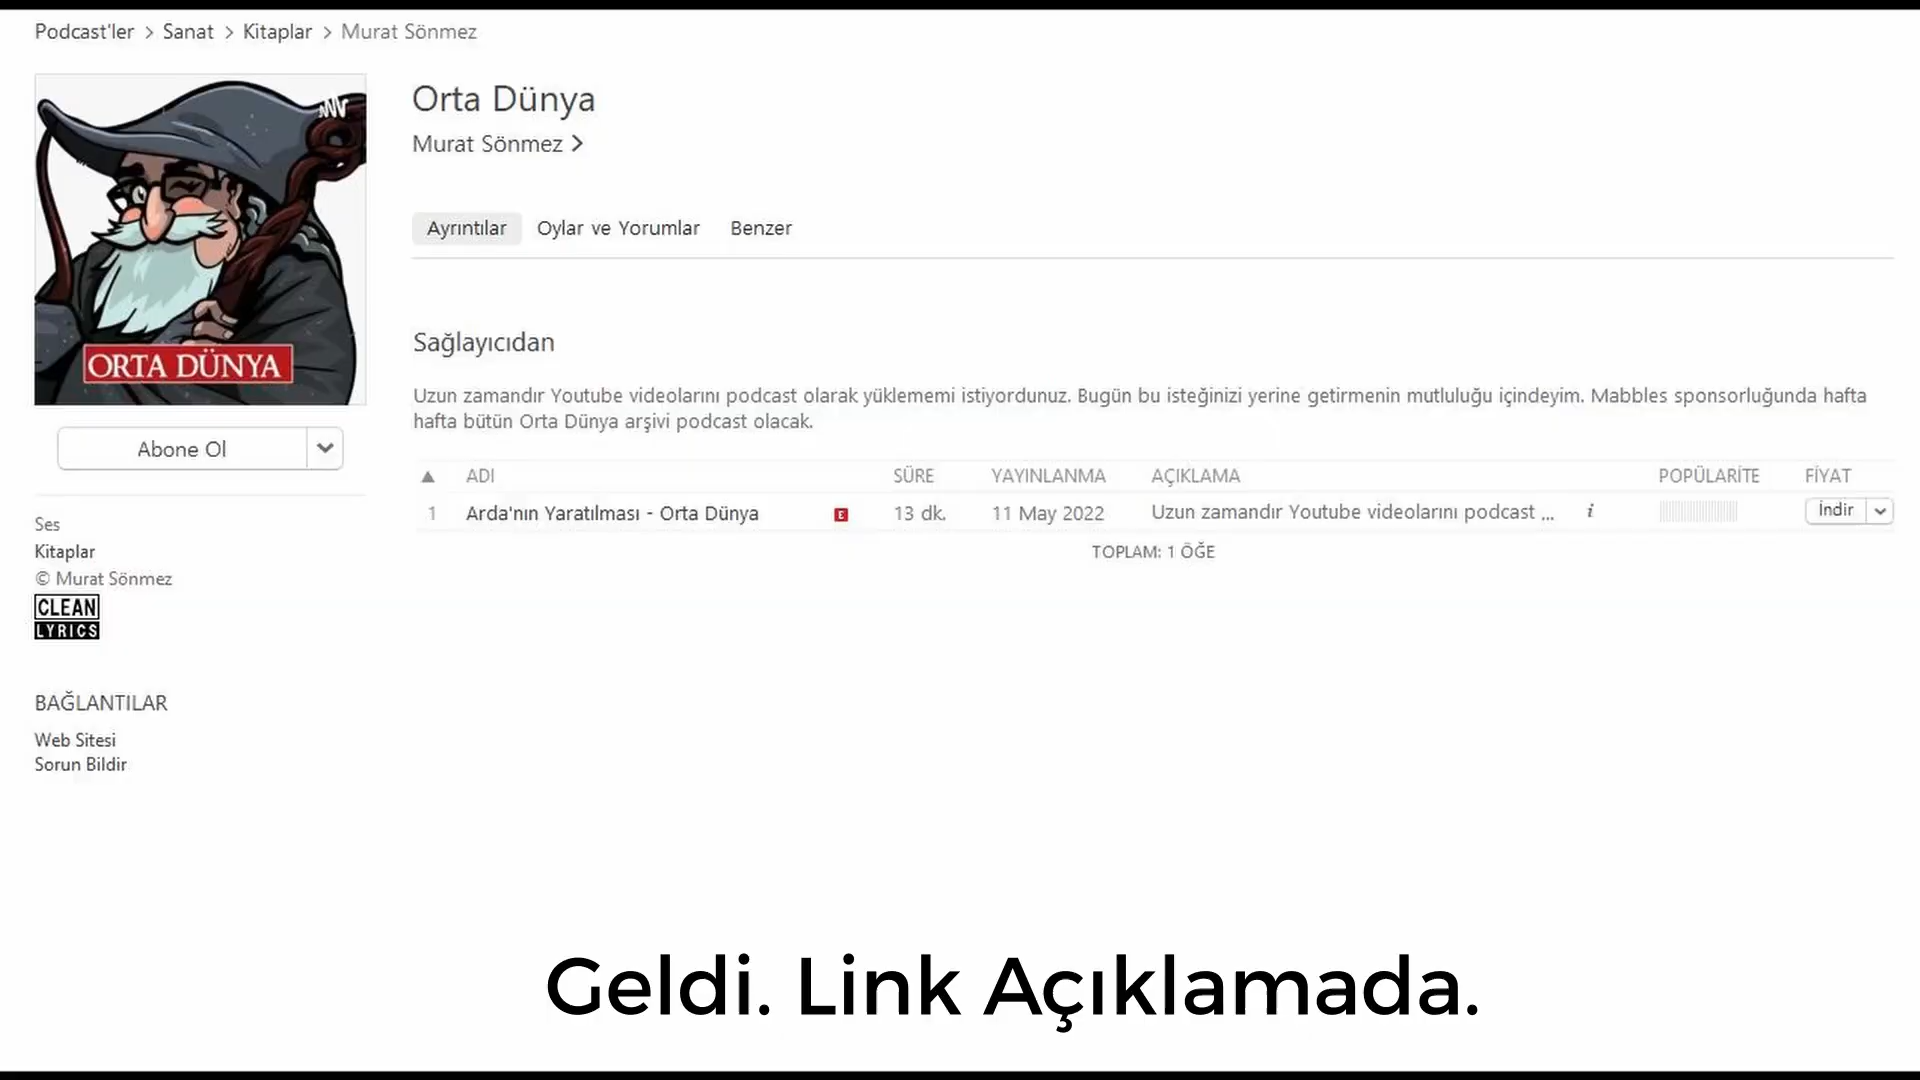 Podcast'ler > Sanat > Kitaplar > Murat Sönmez
ORTA DÜNYA
Abone Ol
Ses
Kitaplar
© Murat Sönmez
CLEAN
LYRICS
BAĞLANTILAR
Web Sitesi
Sorun Bildir
Orta Dünya
Murat Sönmez >
Ayrıntılar Oylar ve Yorumlar Benzer
Sağlayıcıdan
Uzun zamandır Youtube videolarını podcast olarak yüklememi istiyordunuz. Bugün bu isteğinizi yerine getirmenin mutluluğu içindeyim. Mabbles sponsorluğunda hafta
hafta bütün Orta Dünya arşivi podcast olacak.
▲ ADI SÜRE YAYINLANMA AÇIKLAMA POPÜLARİTE FİYAT
1 Arda'nın Yaratılması - Orta Dünya E 13 dk. 11 May 2022 Uzun zamandır Youtube videolarını podcast ... i İndir
TOPLAM: 1 ÖĞE
Geldi. Link Açıklamada.